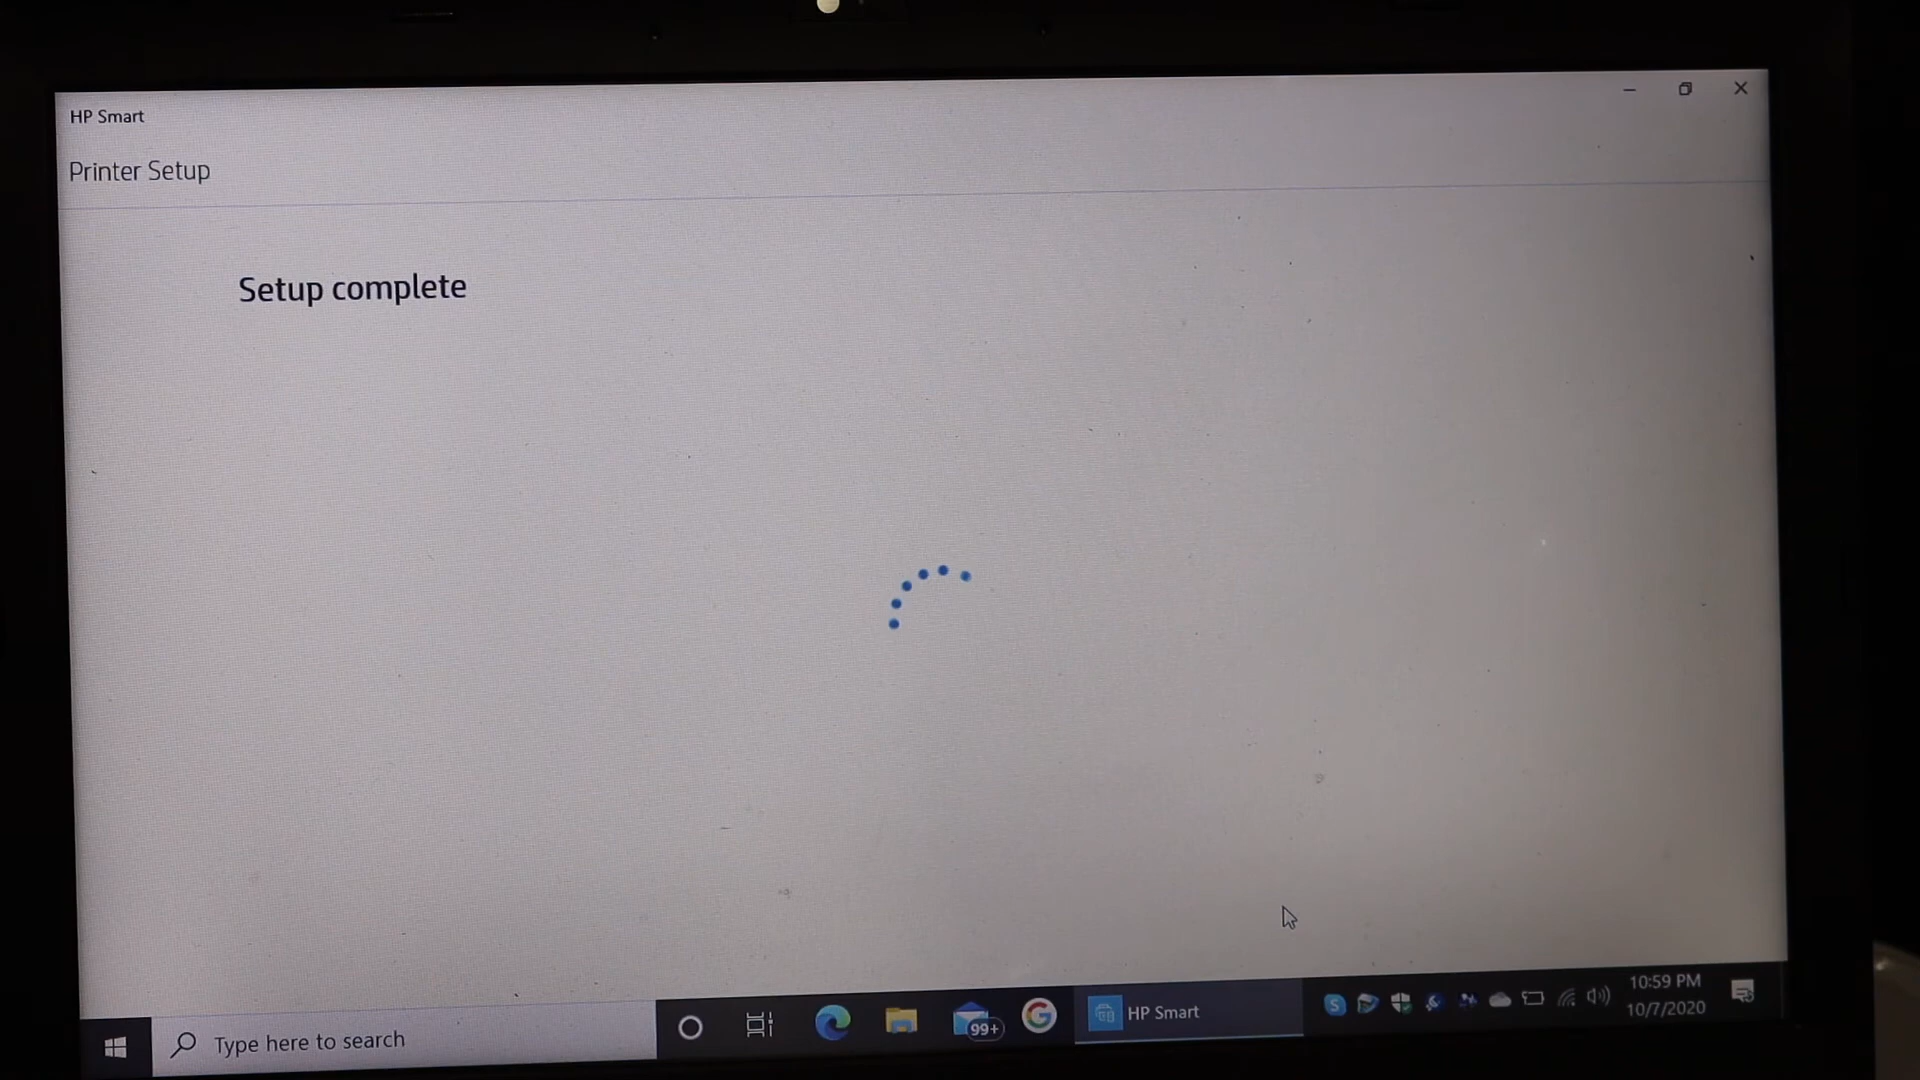 HP Smart
Printer Setup
Setup complete
Type here to search
99+
HP Smart
10:59 PM
10/7/2020